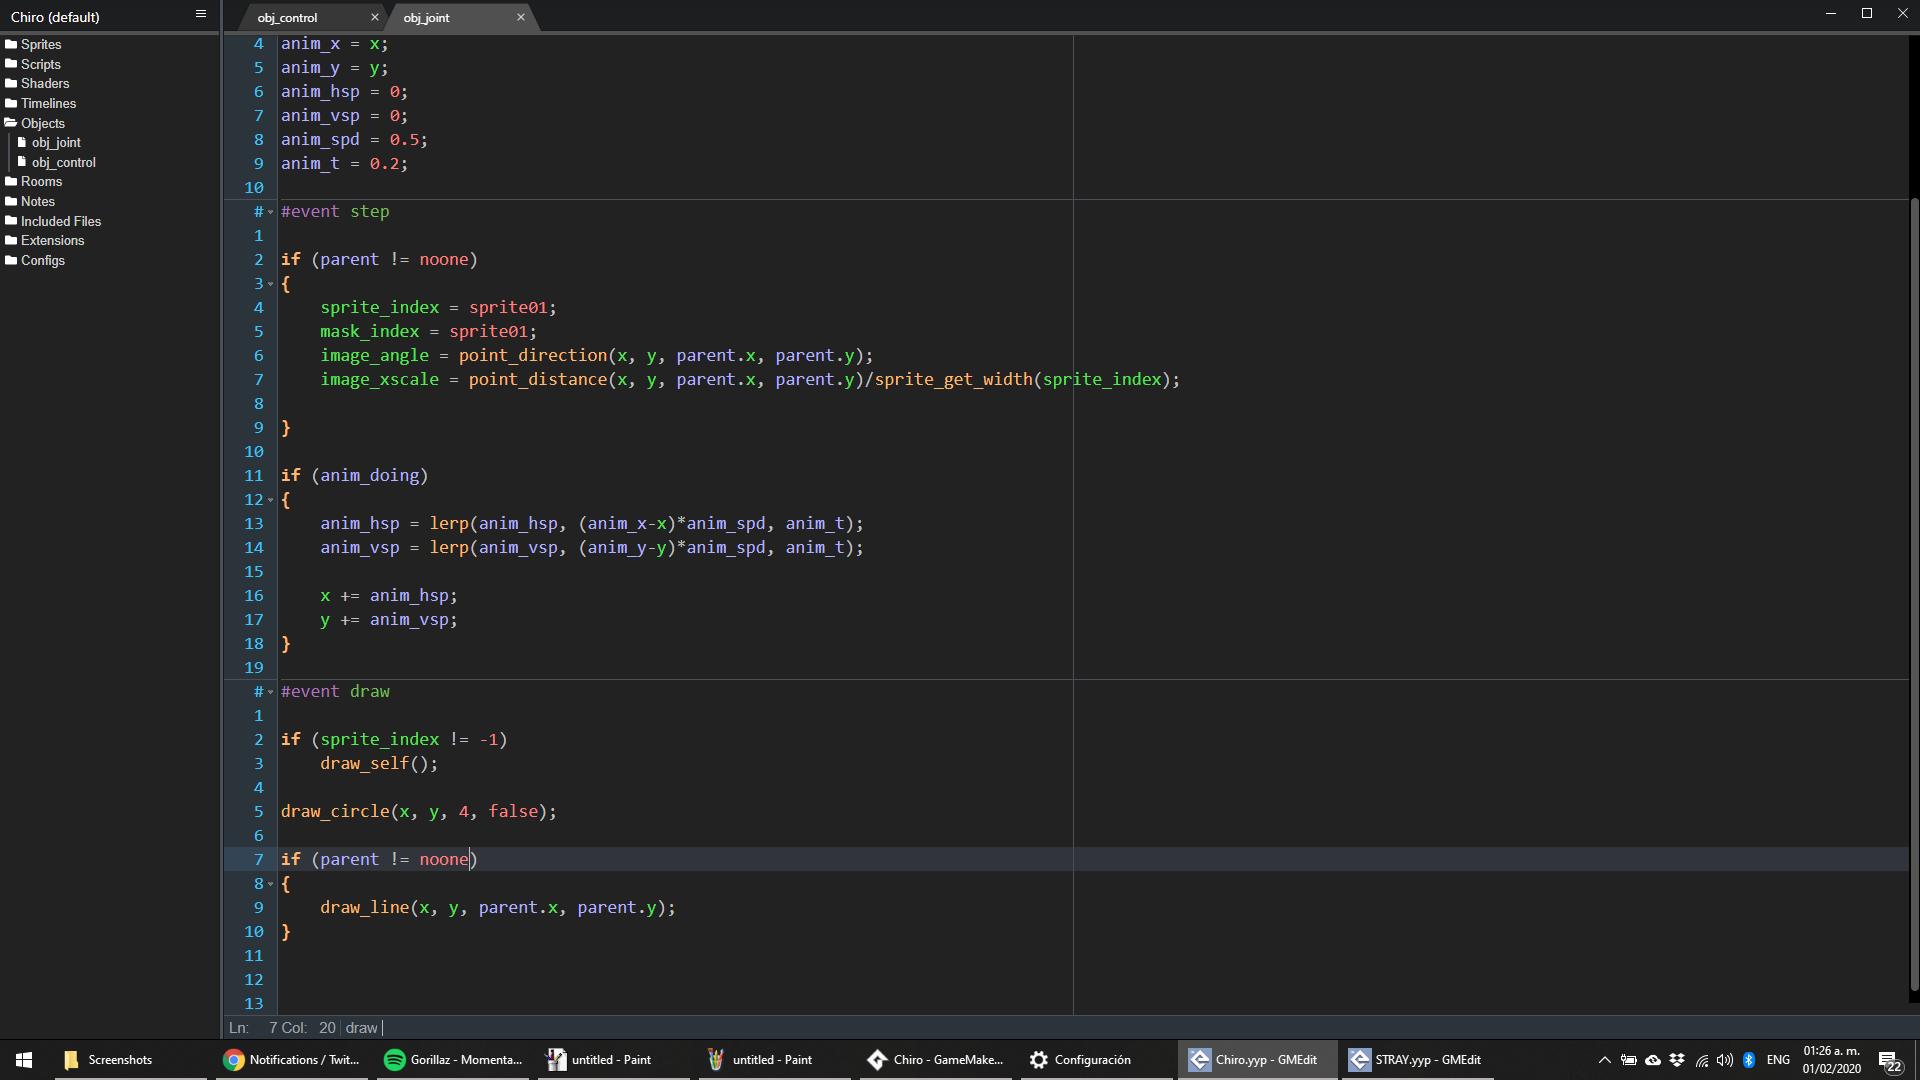 Chiro (default)
obj_control
obj_joint
Sprites
Scripts
Shaders
Timelines
Objects
obj_joint
obj_control
Rooms
Notes
Included Files
Extensions
Configs
4 anim_x = x;
5 anim_y = y;
6 anim_hsp = 0;
7 anim_vsp = 0;
8 anim_spd = 0.5;
9 anim_t = 0.2;
10
# #event step
1
2 if (parent != noone)
3 {
4 sprite_index = sprite01;
5 mask_index = sprite01;
6 image_angle = point_direction(x, y, parent.x, parent.y);
7 image_xscale = point_distance(x, y, parent.x, parent.y)/sprite_get_width(sprite_index);
8
9 }
10
11 if (anim_doing)
12 {
13 anim_hsp = lerp(anim_hsp, (anim_x-x)*anim_spd, anim_t);
14 anim_vsp = lerp(anim_vsp, (anim_y-y)*anim_spd, anim_t);
15
16 x += anim_hsp;
17 y += anim_vsp;
18 }
19
# #event draw
1
2 if (sprite_index != -1)
3 draw_self();
4
5 draw_circle(x, y, 4, false);
6
7 if (parent != noone)
8 {
9 draw_line(x, y, parent.x, parent.y);
10 }
11
12
13
Ln: 7 Col: 20 draw
Screenshots
Notifications / Twit...
Gorillaz - Momenta...
untitled - Paint
untitled - Paint
Chiro - GameMake...
Configuración
Chiro.yyp - GMEdit
STRAY.yyp - GMEdit
ENG
01:26 a. m.
01/02/2020
22